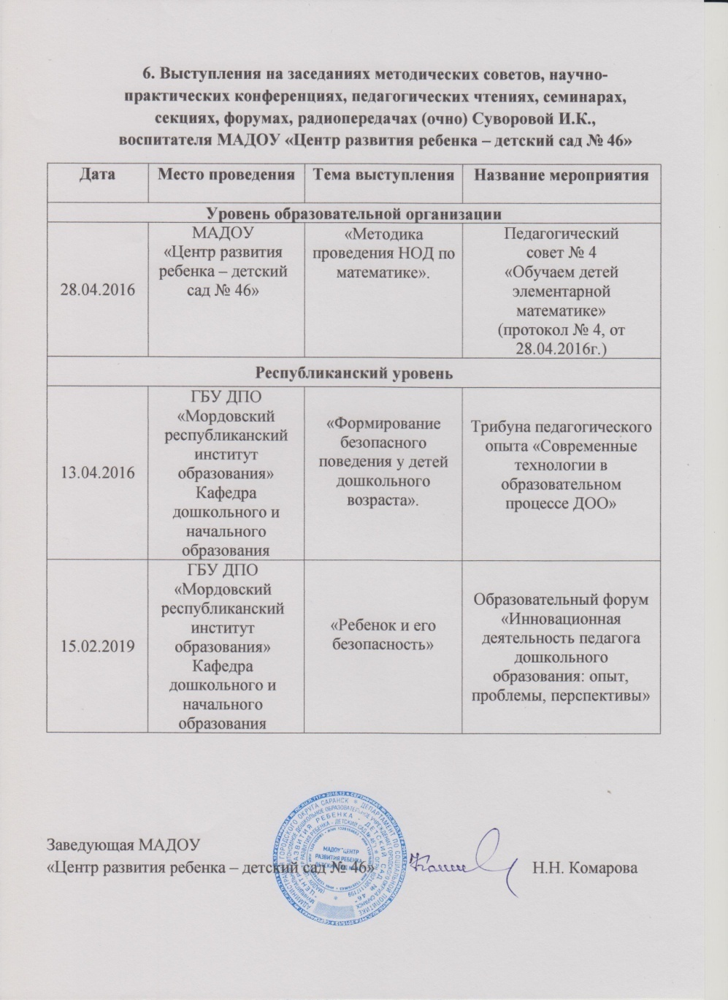 6. Выступления на заседаниях методических советов, научно-
практических конференциях, педагогических чтениях, семинарах,
секциях, форумах, радиопередачах (очно) Суворовой И.К.,
воспитателя МАДОУ «Центр развития ребенка – детский сад № 46»
Дата
Место проведения
Тема выступления
Название мероприятия
Уровень образовательной организации
28.04.2016
МАДОУ
«Центр развития
ребенка – детский
сад № 46»
«Методика
проведения НОД по
математике».
Педагогический
совет № 4
«Обучаем детей
элементарной
математике»
(протокол № 4, от
28.04.2016г.)
Республиканский уровень
13.04.2016
ГБУ ДПО
«Мордовский
республиканский
институт
образования»
Кафедра
дошкольного и
начального
образования
«Формирование
безопасного
поведения у детей
дошкольного
возраста».
Трибуна педагогического
опыта «Современные
технологии в
образовательном
процессе ДОО»
15.02.2019
ГБУ ДПО
«Мордовский
республиканский
институт
образования»
Кафедра
дошкольного и
начального
образования
«Ребенок и его
безопасность»
Образовательный форум
«Инновационная
деятельность педагога
дошкольного
образования: опыт,
проблемы, перспективы»
Заведующая МАДОУ
«Центр развития ребенка – детский сад № 46»
Н.Н. Комарова
МАДОУ "ЦЕНТР
РАЗВИТИЯ РЕБЕНКА